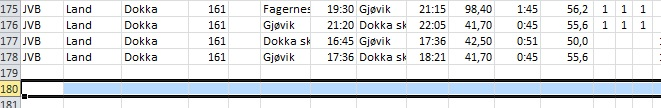 175 JVB Land Dokka 161 Fagernes 19:30 Gjøvik 21:15 98,40 1:45 56,2 1 1 1
176 JVB Land Dokka 161 Gjøvik 21:20 Dokka sk 22:05 41,70 0:45 55,6 1 1 1
177 JVB Land Dokka 161 Dokka sk 16:45 Gjøvik 17:36 42,50 0:51 50,0
178 JVB Land Dokka 161 Gjøvik 17:36 Dokka sk 18:21 41,70 0:45 55,6
179
180
181